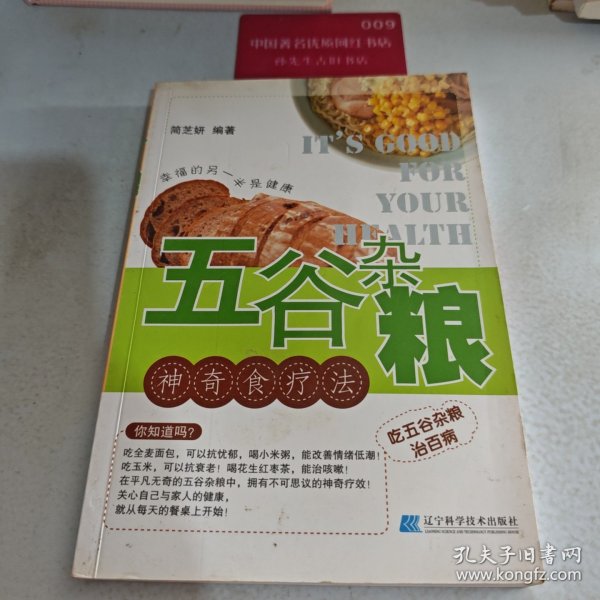 009
中国著名优质网红书店
孙先生古旧书店
简芝妍 编著
IT'S GOOD
FOR
YOUR
HEALTH
幸福的另一半是健康
五谷杂粮
神奇食疗法
你知道吗?
吃全麦面包,可以抗忧郁,喝小米粥,能改善情绪低潮!
吃玉米,可以抗衰老!喝花生红枣茶,能治咳嗽!
在平凡无奇的五谷杂粮中,拥有不可思议的神奇疗效!
关心自己与家人的健康,
就从每天的餐桌上开始!
吃五谷杂粮
治百病
辽宁科学技术出版社
LIAONING SCIENCE AND TECHNOLOGY PUBLISHING HOUSE
孔夫子旧书网
www.kongfz.com